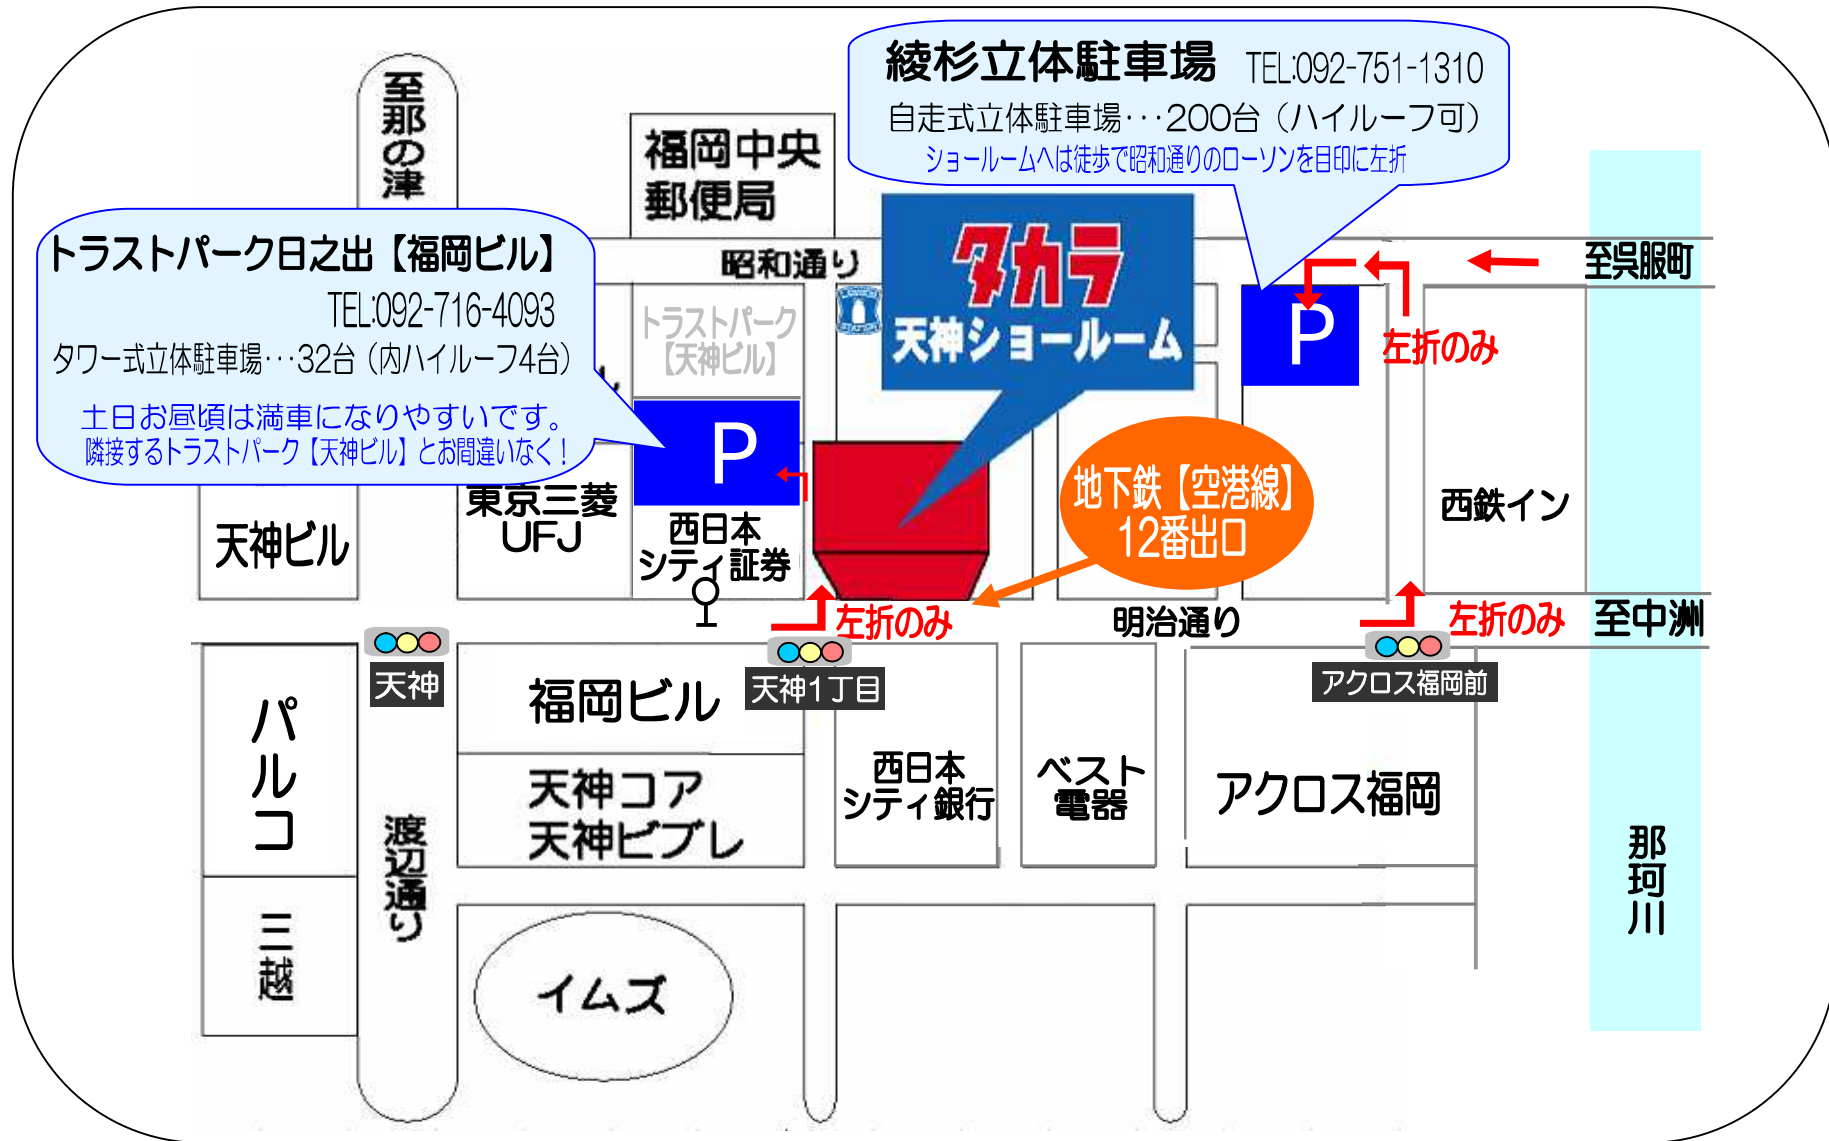 綾杉立体駐車場 TEL:092-751-1310
自走式立体駐車場・・・200台（ハイルーフ可）
ショールームへは徒歩で昭和通りのローソンを目印に左折
至那の津
福岡中央
郵便局
トラストパーク日之出【福岡ビル】
TEL:092-716-4093
タワー式立体駐車場・・・32台（内ハイルーフ4台）
土日お昼頃は満車になりやすいです。
隣接するトラストパーク【天神ビル】とお間違いなく！
昭和通り
タカラ
天神ショールーム
至呉服町
トラストパーク
【天神ビル】
LAWSON
STATION
P
左折のみ
P
地下鉄【空港線】
12番出口
天神ビル
東京三菱
UFJ
西日本
シティ証券
西鉄イン
左折のみ
明治通り
左折のみ
至中洲
天神
天神1丁目
アクロス福岡前
パルコ
福岡ビル
天神コア
天神ビブレ
西日本
シティ銀行
ベスト
電器
アクロス福岡
渡辺通り
那珂川
三越
イムズ